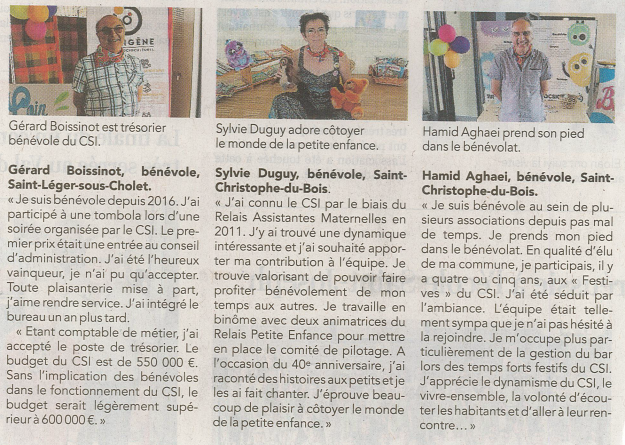 IGÈNE
Coin
B
Gérard Boissinot est trésorier
bénévole du CSI.
Gérard Boissinot, bénévole,
Saint-Léger-sous-Cholet.
« Je suis bénévole depuis 2016. J'ai
participé à une tombola lors d'une
soirée organisée par le CSI. Le pre-
mier prix était une entrée au conseil
d'administration. J'ai été l'heureux
vainqueur, je n'ai pu qu'accepter.
Toute plaisanterie mise à part,
j'aime rendre service. J'ai intégré le
bureau un an plus tard.
« Etant comptable de métier, j'ai
accepté le poste de trésorier. Le
budget du CSI est de 550 000 €.
Sans l'implication des bénévoles
dans le fonctionnement du CSI, le
budget serait légèrement supé-
rieur à 600 000 €. »
Sylvie Duguy adore côtoyer
le monde de la petite enfance.
Sylvie Duguy, bénévole, Saint-
Christophe-du-Bois.
« J'ai connu le CSI par le biais du
Relais Assistantes Maternelles en
2011. J'y ai trouvé une dynamique
intéressante et j'ai souhaité appor-
ter ma contribution à l'équipe. Je
trouve valorisant de pouvoir faire
profiter bénévolement de mon
temps aux autres. Je travaille en
binôme avec deux animatrices du
Relais Petite Enfance pour mettre
en place le comité de pilotage. A
l'occasion du 40e anniversaire, j'ai
raconté des histoires aux petits et je
les ai fait chanter. J'éprouve beau-
coup de plaisir à côtoyer le monde
de la petite enfance. »
Hamid Aghaei prend son pied
dans le bénévolat.
Hamid Aghaei, bénévole, Saint-
Christophe-du-Bois.
« Je suis bénévole au sein de plu-
sieurs associations depuis pas mal
de temps. Je prends mon pied
dans le bénévolat. En qualité d'élu
de ma commune, je participais, il y
a quatre ou cinq ans, aux « Festi-
ves » du CSI. J'ai été séduit par
l'ambiance. L'équipe était telle-
ment sympa que je n'ai pas hésité à
la rejoindre. Je m'occupe plus par-
ticulièrement de la gestion du bar
lors des temps forts festifs du CSI.
J'apprécie le dynamisme du CSI, le
vivre-ensemble, la volonté d'écou-
ter les habitants et d'aller à leur ren-
contre... »